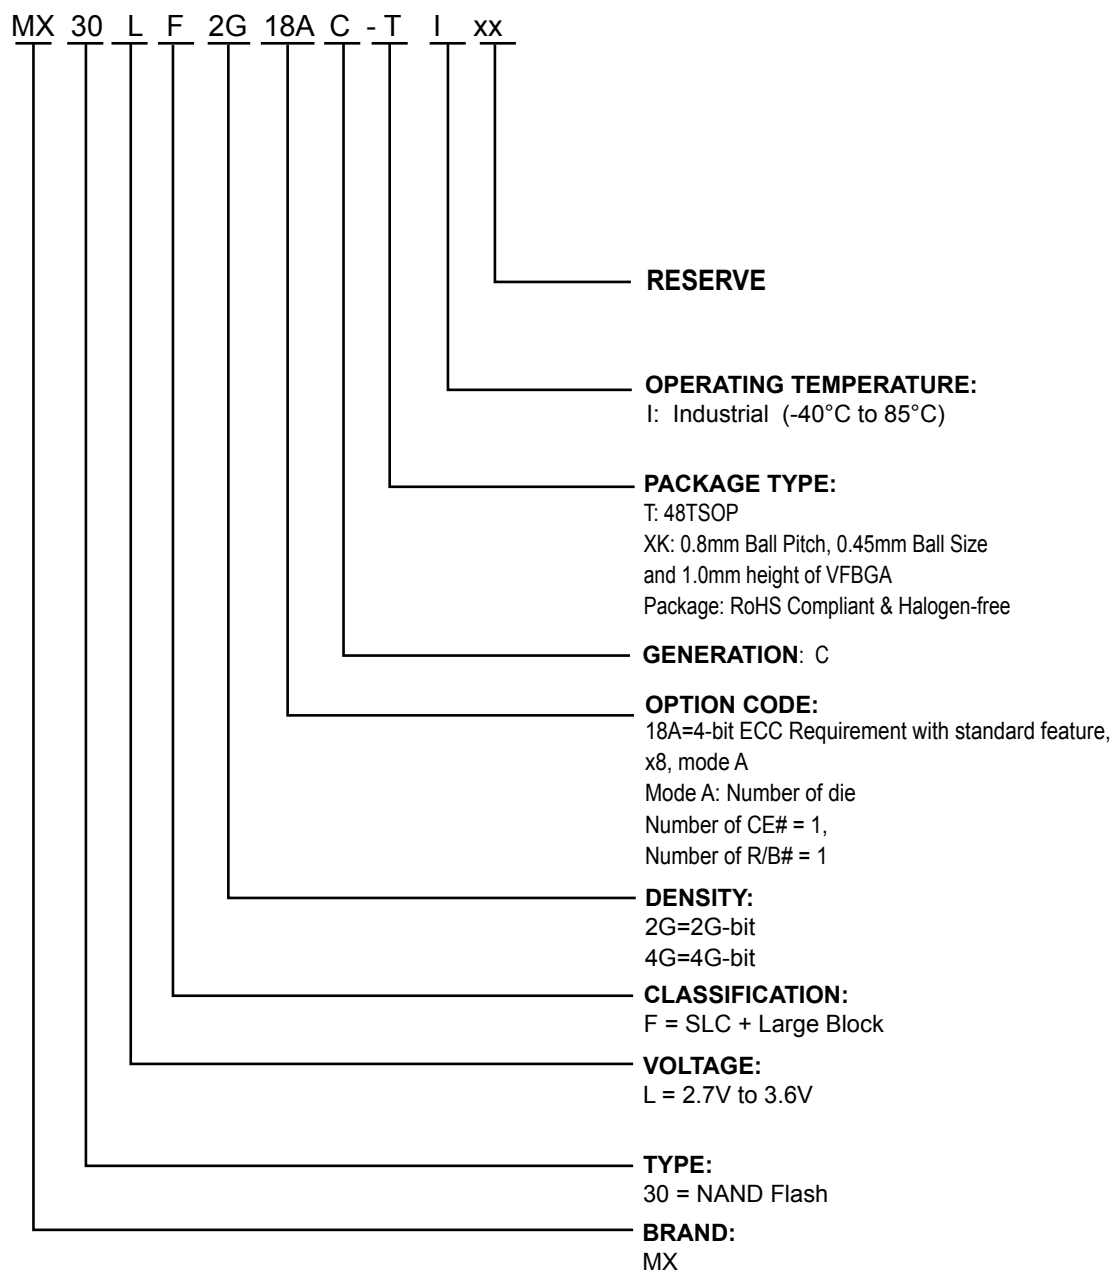 MX 30 L F 2G 18A C - T I xx
RESERVE
OPERATING TEMPERATURE:
I: Industrial (-40°C to 85°C)
PACKAGE TYPE:
T: 48TSOP
XK: 0.8mm Ball Pitch, 0.45mm Ball Size
and 1.0mm height of VFBGA
Package: RoHS Compliant & Halogen-free
GENERATION: C
OPTION CODE:
18A=4-bit ECC Requirement with standard feature,
x8, mode A
Mode A: Number of die
Number of CE# = 1,
Number of R/B# = 1
DENSITY:
2G=2G-bit
4G=4G-bit
CLASSIFICATION:
F = SLC + Large Block
VOLTAGE:
L = 2.7V to 3.6V
TYPE:
30 = NAND Flash
BRAND:
MX